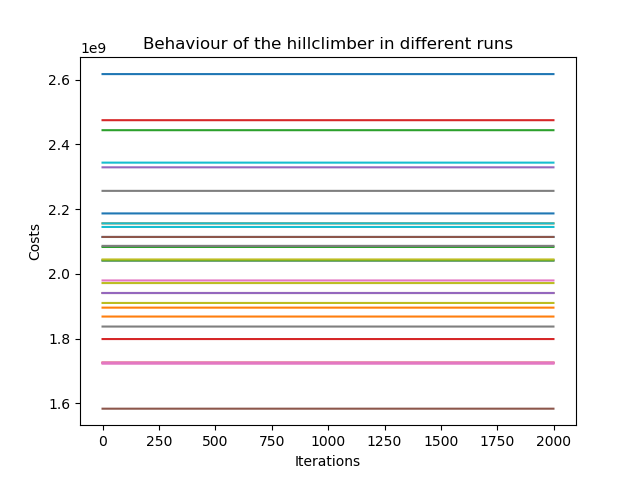 Behaviour of the hillclimber in different runs
1e9
2.6
2.4
2.2
2.0
1.8
1.6
Costs
0 250 500 750 1000 1250 1500 1750 2000
Iterations